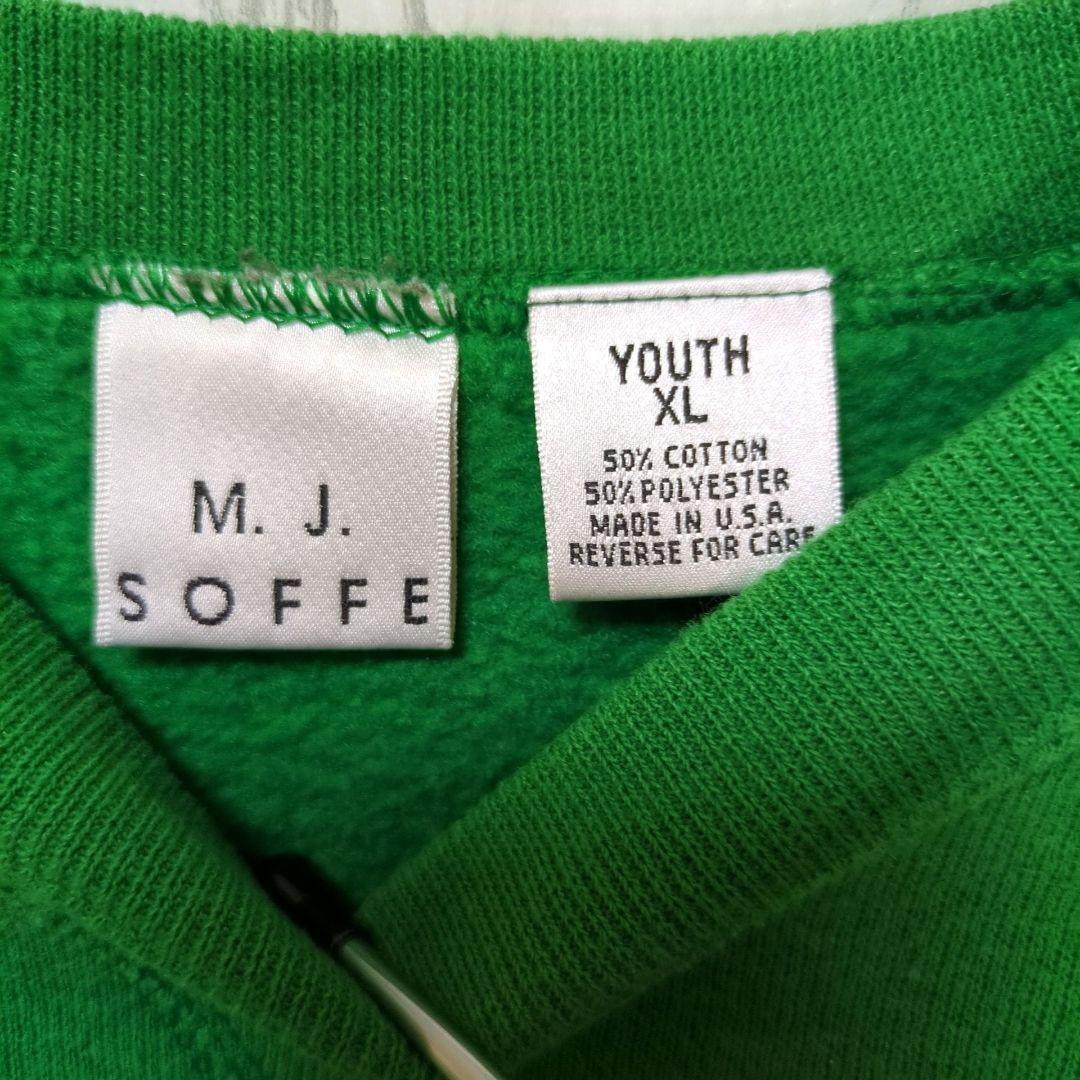 M. J.
SOFFE
YOUTH
XL
50% COTTON
50% POLYESTER
MADE IN U.S.A.
REVERSE FOR CARE